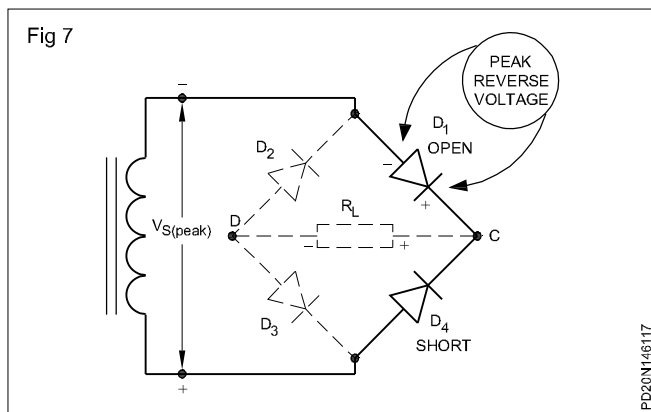 Fig 7
PEAK
REVERSE
VOLTAGE
−
D1
OPEN
D2
−
+
VS(peak)
D
RL
−
+
C
D3
D4
SHORT
+
PD20N146117